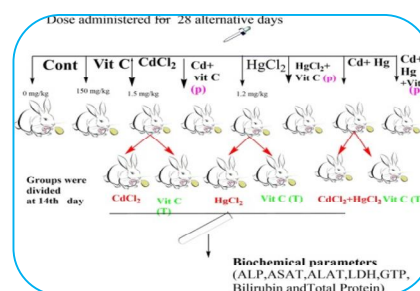 Dose administered for 28 alternative days
Cont Vit C CdCl2 Cd+ vit C (p) HgCl2 HgCl2+ Vit C (p) Cd+ Hg Cd+ Hg +Vit (p)
0 mg/kg 150 mg/kg 1.5 mg/kg 1.2 mg/kg
Groups were
divided
at 14th day
CdCl2 Vit C (T) HgCl2 Vit C (T) CdCl2+HgCl2 Vit C (T
Biochemical parameters
(ALP,ASAT,ALAT,LDH,GTP,
Bilirubin andTotal Protein)